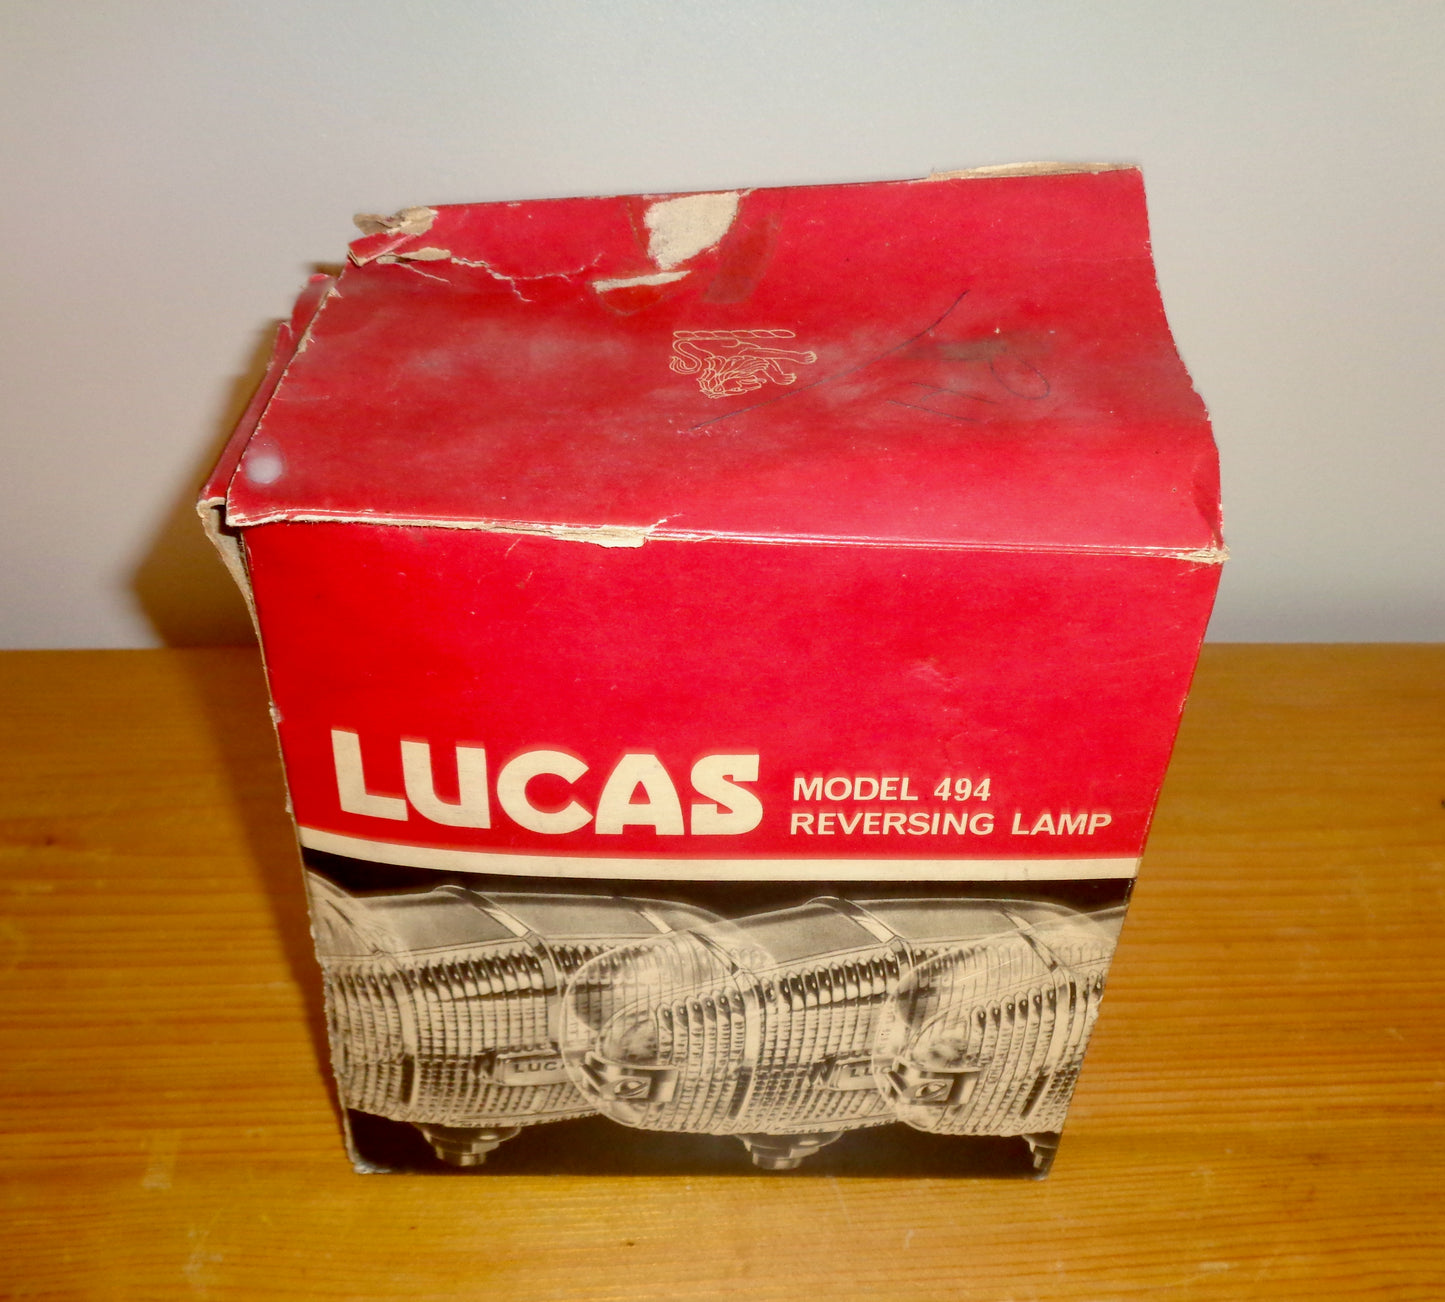 LUCAS
MODEL 494
REVERSING LAMP